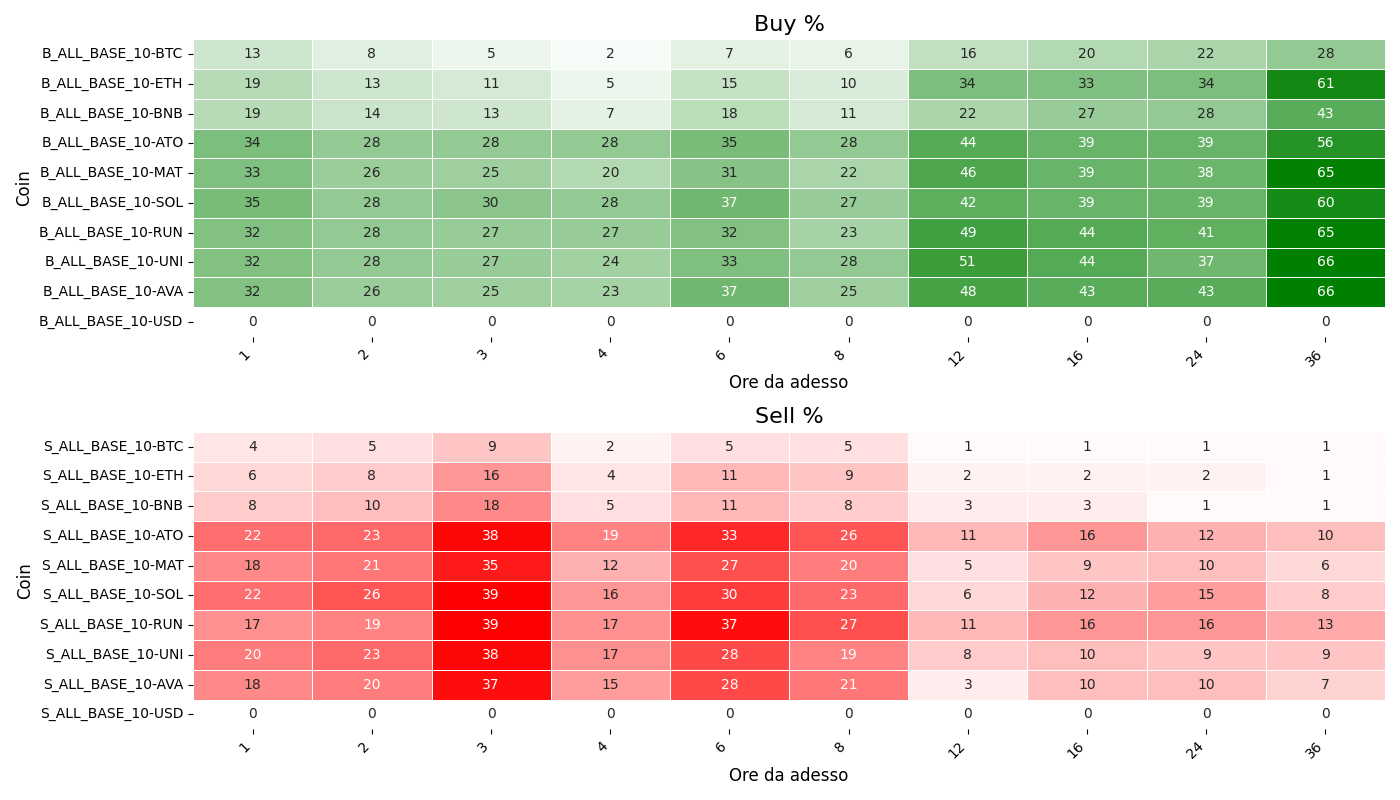 Buy %
Coin
B_ALL_BASE_10-BTC 13 8 5 2 7 6 16 20 22 28
B_ALL_BASE_10-ETH 19 13 11 5 15 10 34 33 34 61
B_ALL_BASE_10-BNB 19 14 13 7 18 11 22 27 28 43
B_ALL_BASE_10-ATO 34 28 28 28 35 28 44 39 39 56
B_ALL_BASE_10-MAT 33 26 25 20 31 22 46 39 38 65
B_ALL_BASE_10-SOL 35 28 30 28 37 27 42 39 39 60
B_ALL_BASE_10-RUN 32 28 27 27 32 23 49 44 41 65
B_ALL_BASE_10-UNI 32 28 27 24 33 28 51 44 37 66
B_ALL_BASE_10-AVA 32 26 25 23 37 25 48 43 43 66
B_ALL_BASE_10-USD 0 0 0 0 0 0 0 0 0 0
1 2 3 4 6 8 12 16 24 36
Ore da adesso
Sell %
Coin
S_ALL_BASE_10-BTC 4 5 9 2 5 5 1 1 1 1
S_ALL_BASE_10-ETH 6 8 16 4 11 9 2 2 2 1
S_ALL_BASE_10-BNB 8 10 18 5 11 8 3 3 1 1
S_ALL_BASE_10-ATO 22 23 38 19 33 26 11 16 12 10
S_ALL_BASE_10-MAT 18 21 35 12 27 20 5 9 10 6
S_ALL_BASE_10-SOL 22 26 39 16 30 23 6 12 15 8
S_ALL_BASE_10-RUN 17 19 39 17 37 27 11 16 16 13
S_ALL_BASE_10-UNI 20 23 38 17 28 19 8 10 9 9
S_ALL_BASE_10-AVA 18 20 37 15 28 21 3 10 10 7
S_ALL_BASE_10-USD 0 0 0 0 0 0 0 0 0 0
1 2 3 4 6 8 12 16 24 36
Ore da adesso